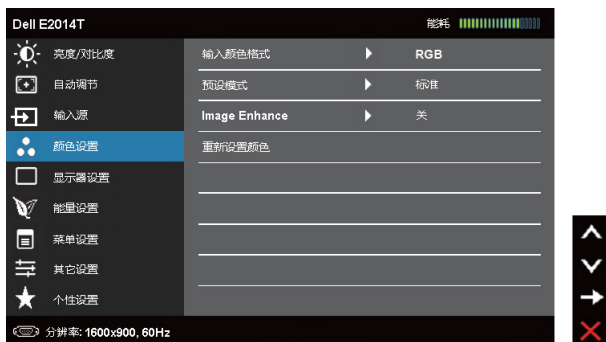 Dell E2014T 能耗
亮度/对比度 输入颜色格式 RGB
自动调节 预设模式 标准
输入源 Image Enhance 关
颜色设置 重新设置颜色
显示器设置
能量设置
菜单设置
其它设置
个性设置
分辨率: 1600x900, 60Hz